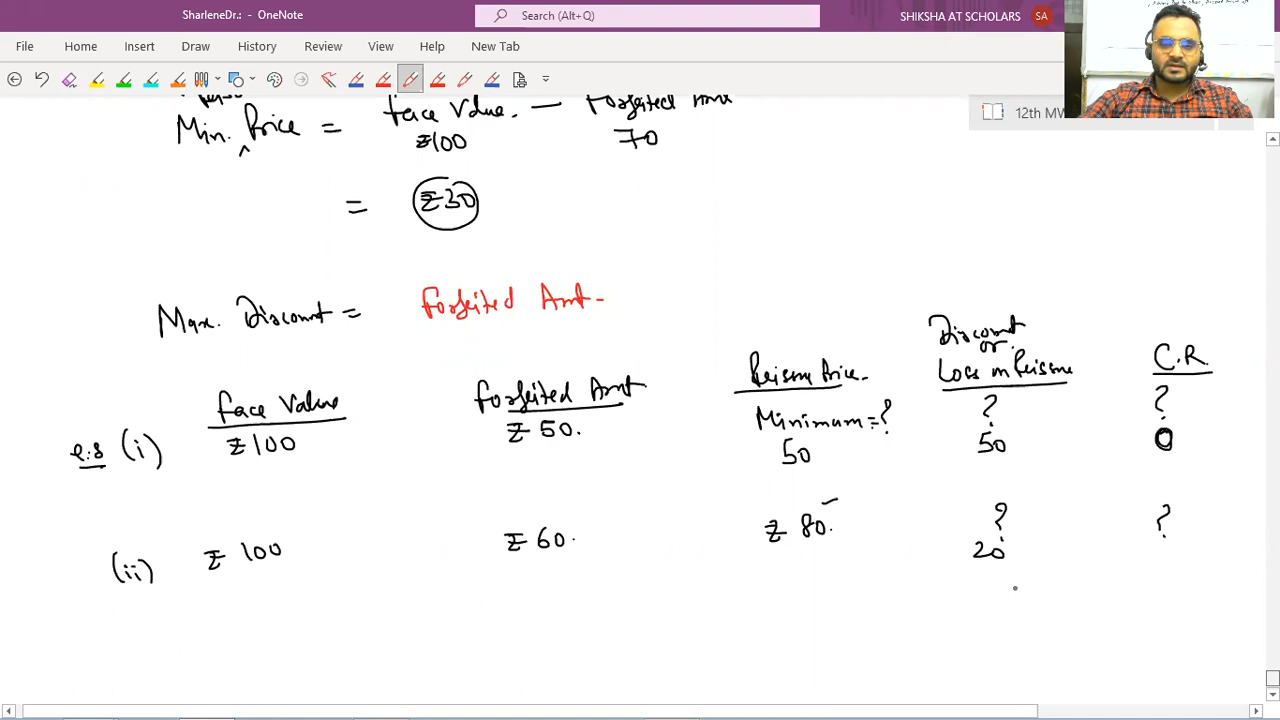 SharleneDr.: - OneNote
Search (Alt+Q)
SHIKSHA AT SCHOLARS SA
File Home Insert Draw History Review View Help New Tab
12th MW
Min. Price = Face Value. — Forfeited Amt
₹100 70
= ₹30
Max. Discount = Forfeited Amt-
Face Value Forfeited Amt Reissue Price. Discount or Loss on Reissue C.R.
e.g (i) ₹100 ₹ 50. Minimum = ? ? ?
50 50 0
(ii) ₹ 100 ₹ 60. ₹ 80. ? ?
20